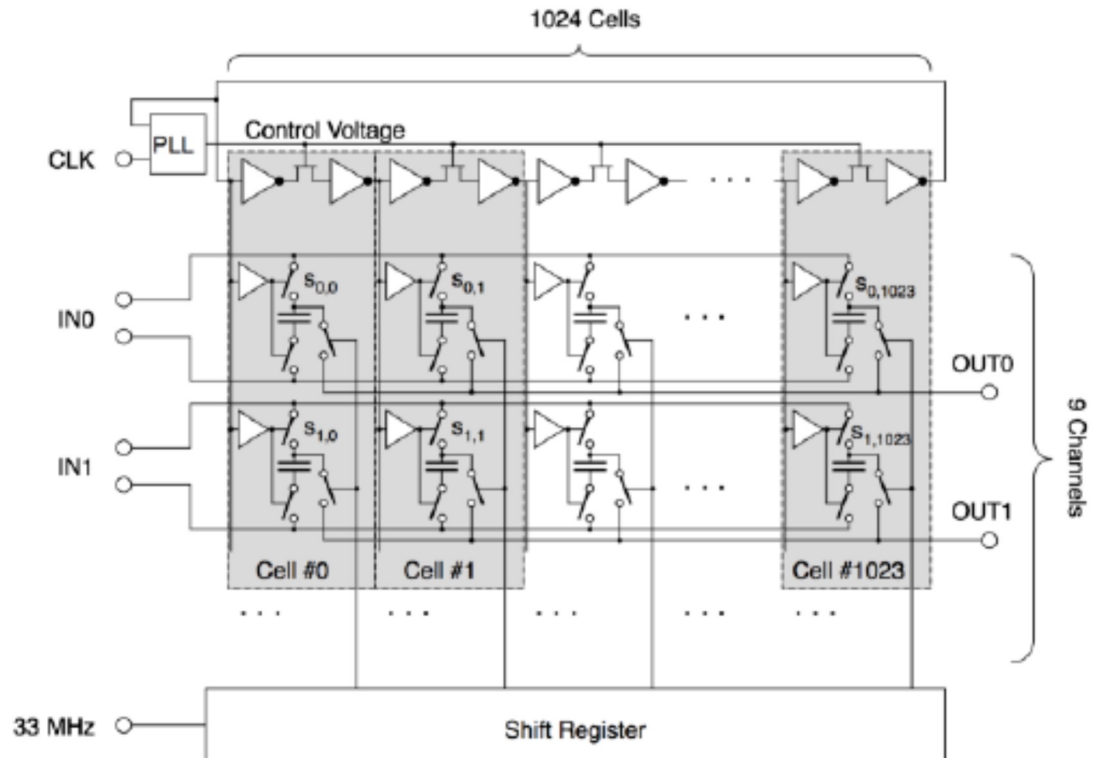 1024 Cells
Control Voltage
PLL
CLK
. . .
S0,0
S0,1
S0,1023
IN0
. . .
OUT0
S1,0
S1,1
S1,1023
IN1
. . .
OUT1
9 Channels
Cell #0
Cell #1
Cell #1023
. . .
. . .
. . .
. . .
. . .
33 MHz
Shift Register